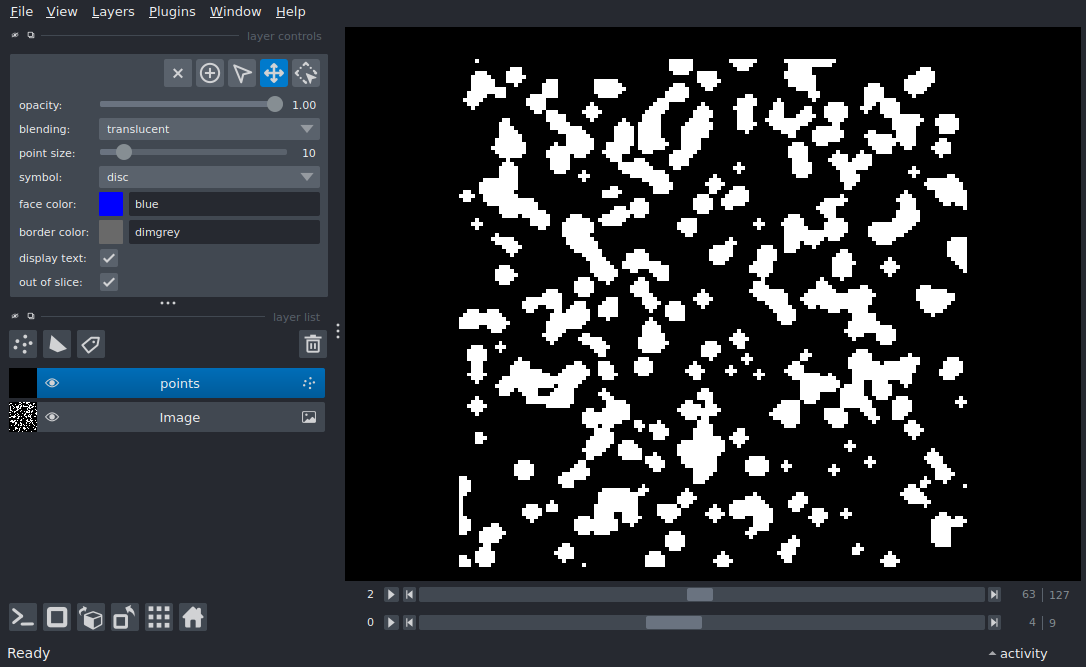 File View Layers Plugins Window Help
layer controls
opacity: 1.00
blending: translucent
point size: 10
symbol: disc
face color: blue
border color: dimgrey
display text:
out of slice:
layer list
points
Image
2 63 127
0 4 9
Ready activity